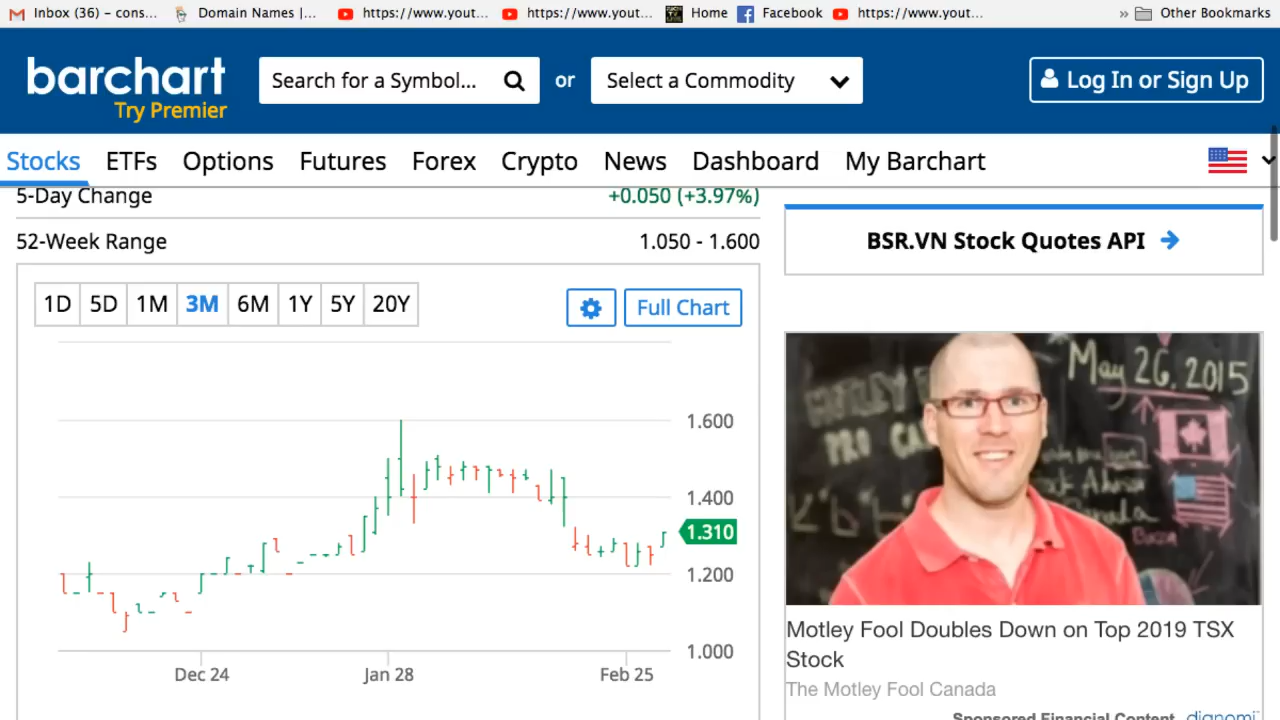 Inbox (36) – cons...
Domain Names |...
https://www.yout...
https://www.yout...
Home
Facebook
https://www.yout...
» Other Bookmarks
barchart
Try Premier
Search for a Symbol...
or
Select a Commodity
Log In or Sign Up
Stocks ETFs Options Futures Forex Crypto News Dashboard My Barchart
5-Day Change +0.050 (+3.97%)
52-Week Range 1.050 - 1.600
BSR.VN Stock Quotes API
1D 5D 1M 3M 6M 1Y 5Y 20Y
Full Chart
1.600
1.400
1.310
1.200
1.000
Dec 24 Jan 28 Feb 25
May 26, 2015
MOTLEY
PRO CA
Motley Fool Doubles Down on Top 2019 TSX
Stock
The Motley Fool Canada
Sponsored Financial Content dianomi